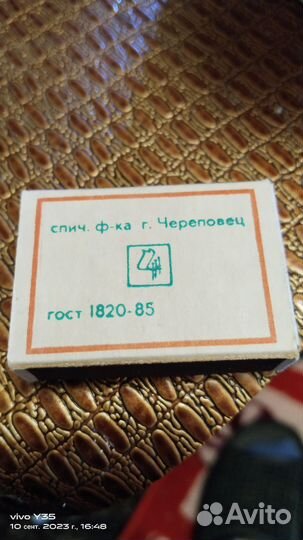 спич. ф-ка г. Череповец
гост 1820-85
vivo Y35
10 сент. 2023 г., 16:48
Avito